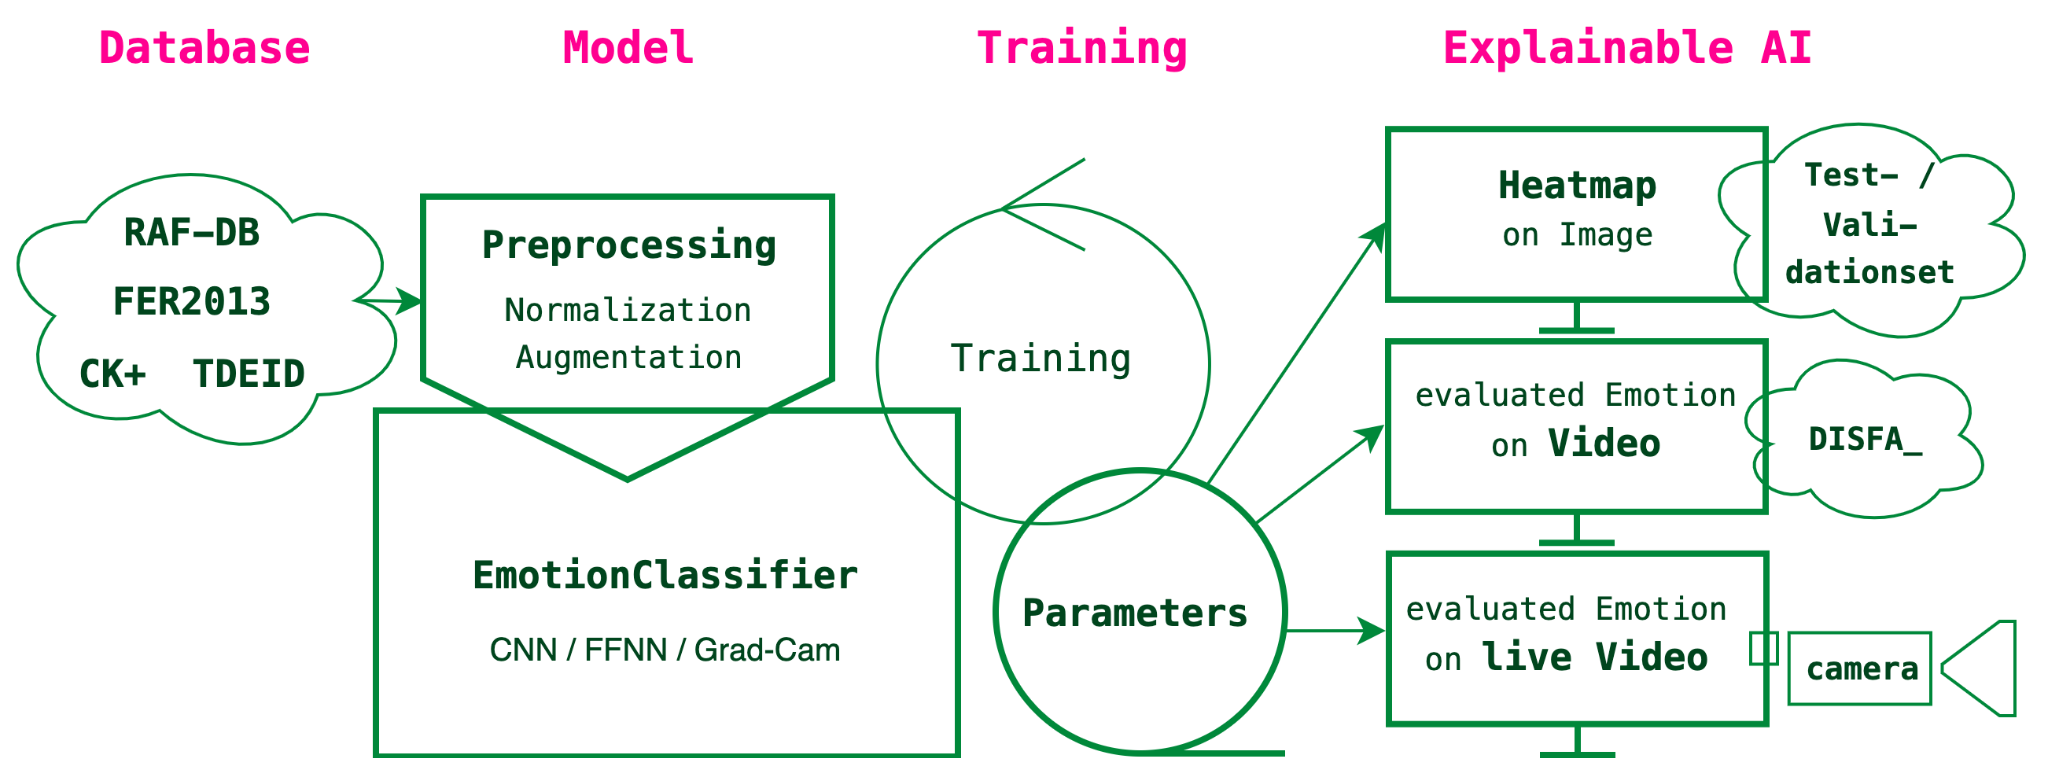 Database
Model
Training
Explainable AI
RAF–DB
FER2013
CK+ TDEID
Preprocessing
Normalization
Augmentation
EmotionClassifier
CNN / FFNN / Grad-Cam
Training
Parameters
Heatmap
on Image
Test– /
Vali–
dationset
evaluated Emotion
on Video
DISFA_
evaluated Emotion
on live Video
camera